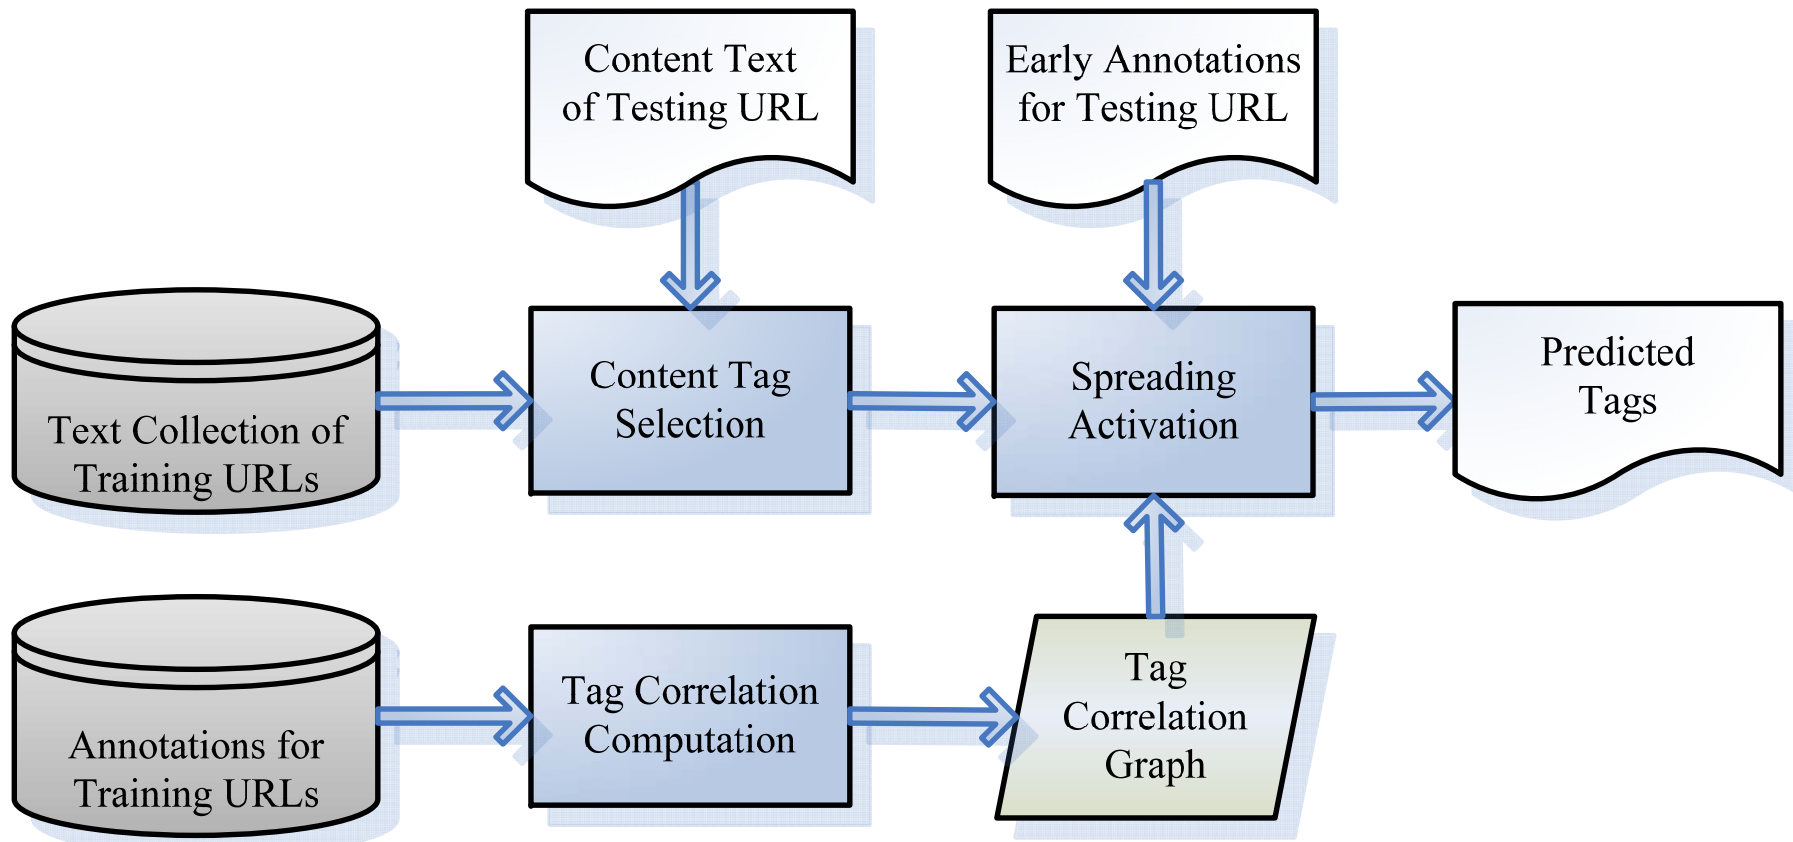 Content Text
of Testing URL
Early Annotations
for Testing URL
Text Collection of
Training URLs
Content Tag
Selection
Spreading
Activation
Predicted
Tags
Annotations for
Training URLs
Tag Correlation
Computation
Tag
Correlation
Graph